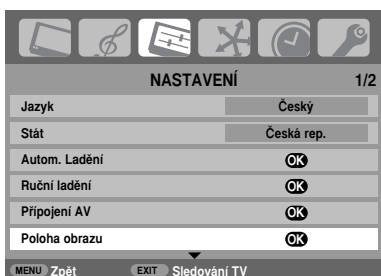 NASTAVENÍ 1/2
Jazyk Český
Stát Česká rep.
Autom. Ladění OK
Ruční ladění OK
Přípojení AV OK
Poloha obrazu OK
MENU Zpět EXIT Sledování TV